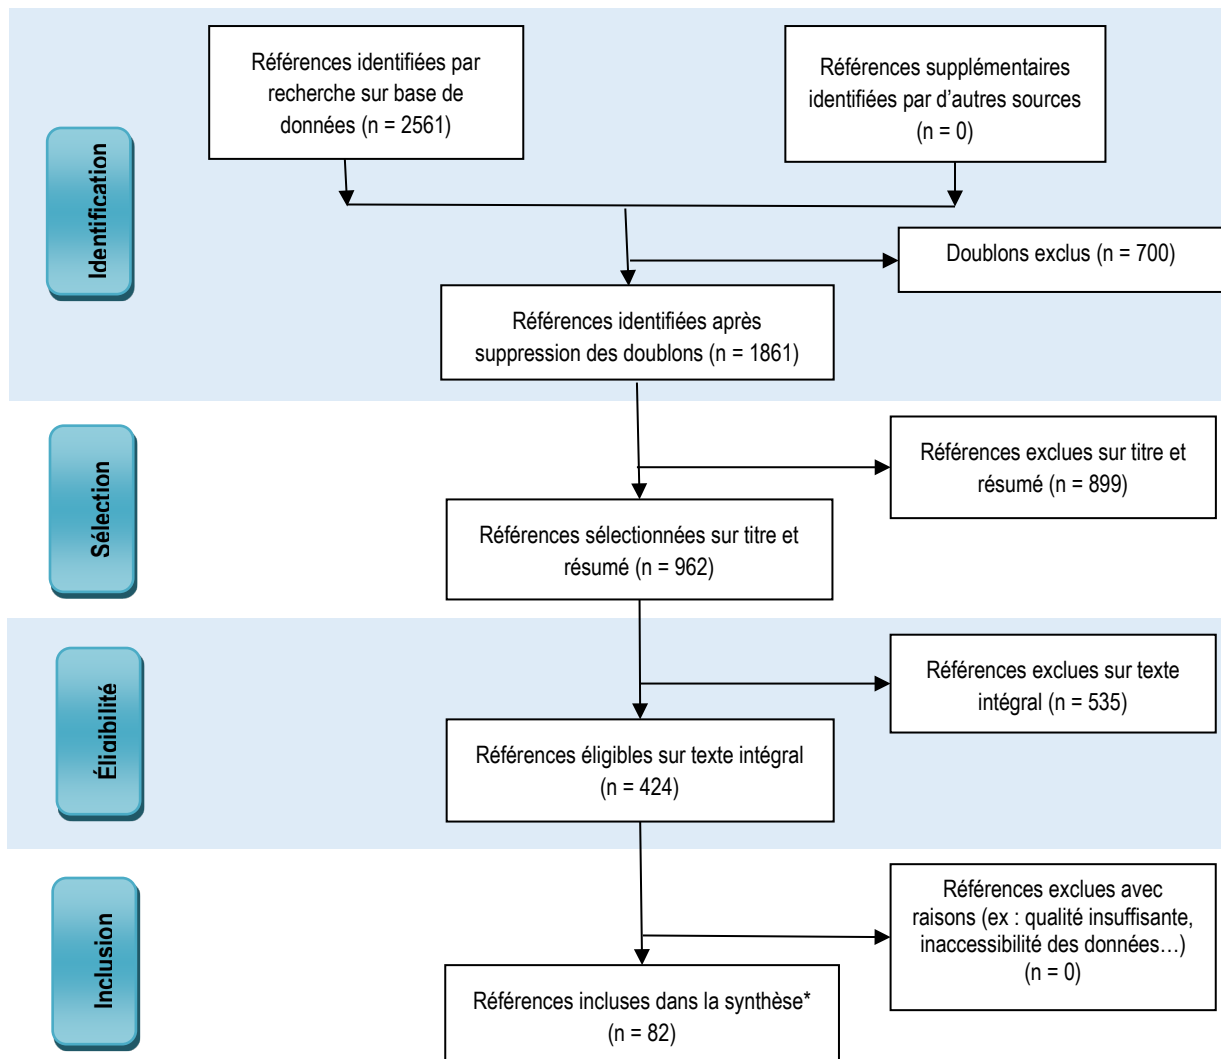 Références identifiées par
recherche sur base de
données (n = 2561)
Références supplémentaires
identifiées par d’autres sources
(n = 0)
Identification
Doublons exclus (n = 700)
Références identifiées après
suppression des doublons (n = 1861)
Sélection
Références exclues sur titre et
résumé (n = 899)
Références sélectionnées sur titre et
résumé (n = 962)
Éligibilité
Références exclues sur texte
intégral (n = 535)
Références éligibles sur texte intégral
(n = 424)
Inclusion
Références exclues avec
raisons (ex : qualité insuffisante,
inaccessibilité des données…)
(n = 0)
Références incluses dans la synthèse*
(n = 82)